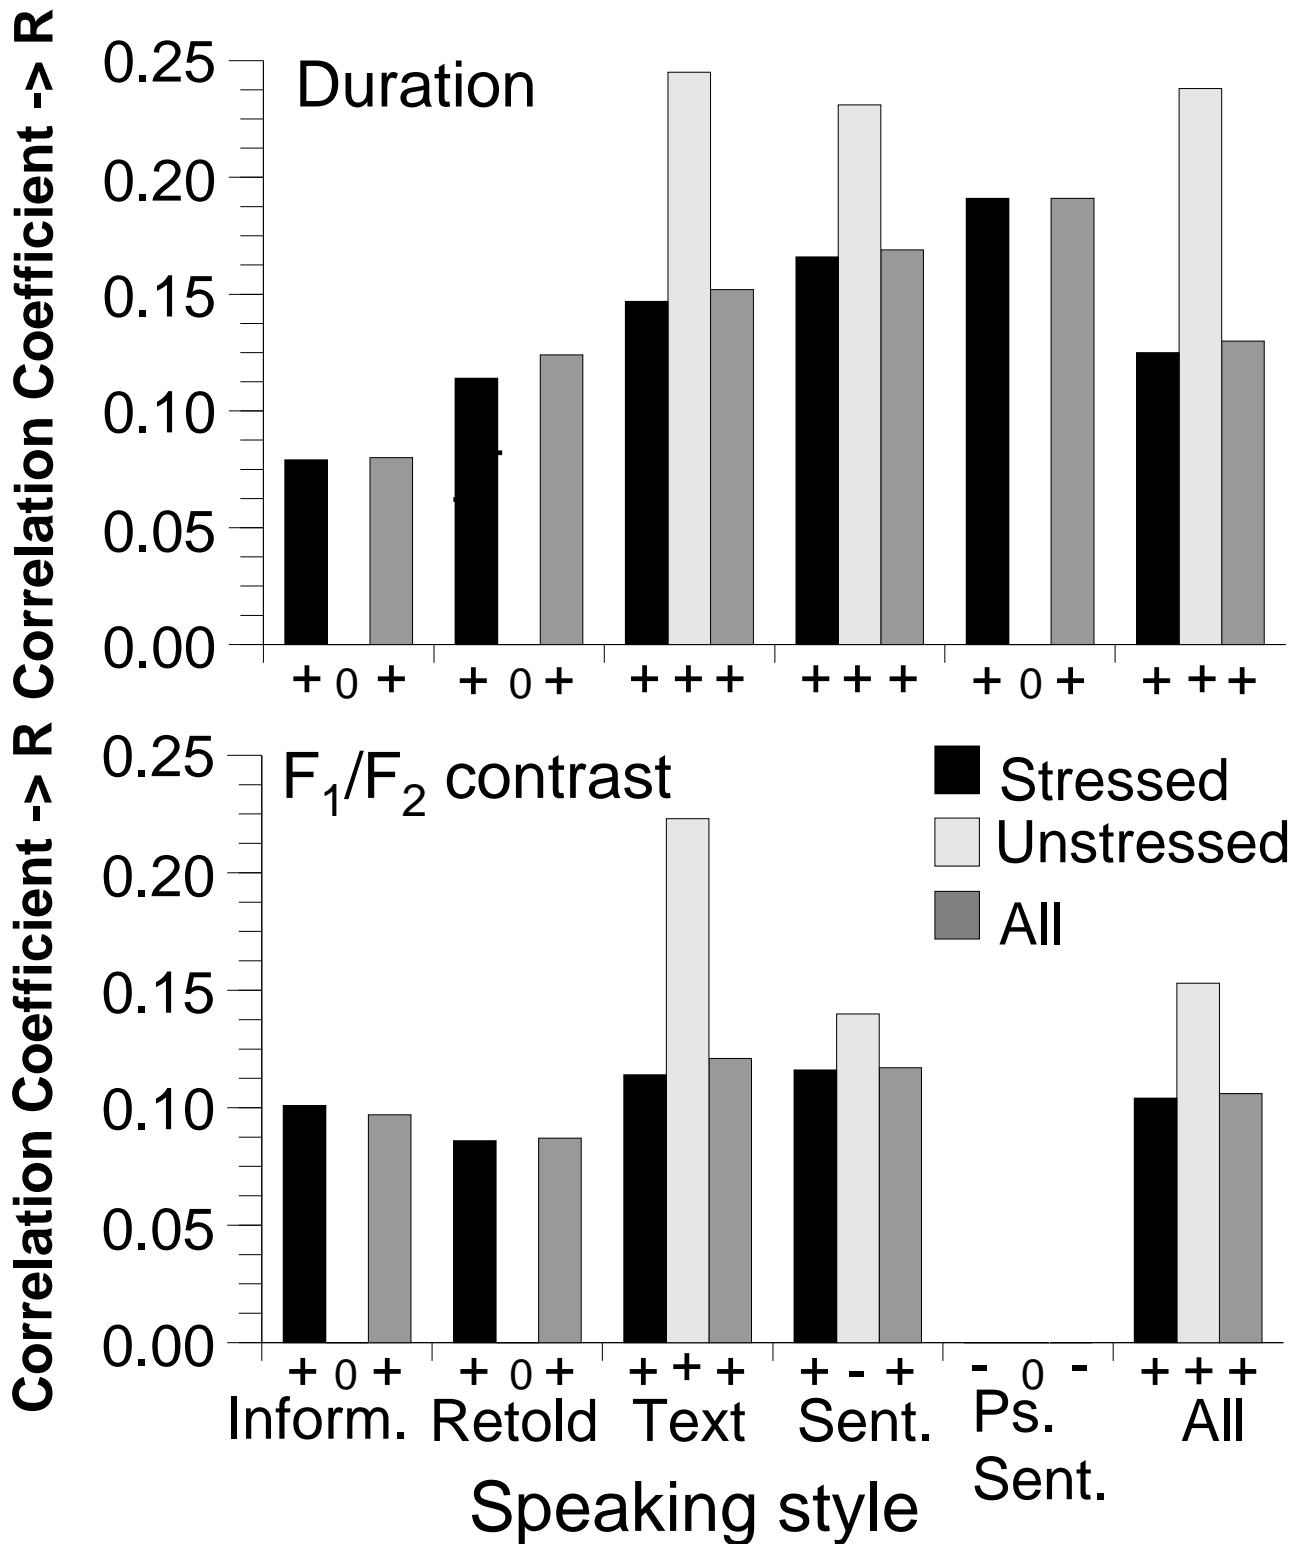 Correlation Coefficient -> R
Duration
0.25
0.20
0.15
0.10
0.05
0.00
+ 0 + + 0 + + + + + + + + 0 + + + +
Correlation Coefficient -> R
F1/F2 contrast
Stressed
Unstressed
All
0.25
0.20
0.15
0.10
0.05
0.00
+ 0 + + 0 + + + + + - + - 0 - + + +
Inform. Retold Text Sent. Ps. Sent. All
Speaking style